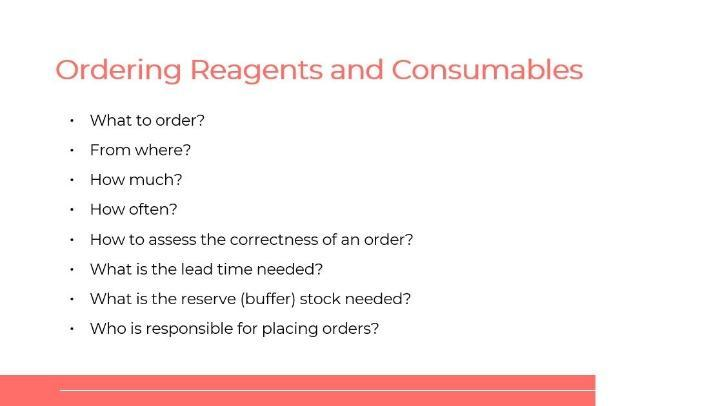 Ordering Reagents and Consumables
• What to order?
• From where?
• How much?
• How often?
• How to assess the correctness of an order?
• What is the lead time needed?
• What is the reserve (buffer) stock needed?
• Who is responsible for placing orders?